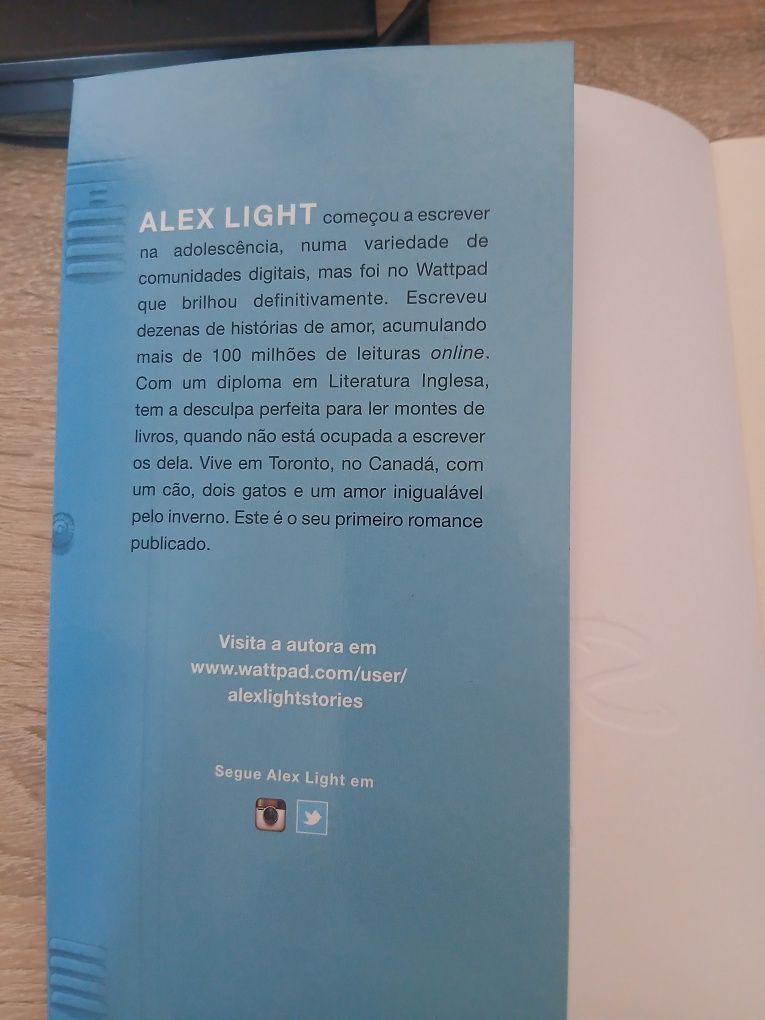 ALEX LIGHT começou a escrever
na adolescência, numa variedade de
comunidades digitais, mas foi no Wattpad
que brilhou definitivamente. Escreveu
dezenas de histórias de amor, acumulando
mais de 100 milhões de leituras online.
Com um diploma em Literatura Inglesa,
tem a desculpa perfeita para ler montes de
livros, quando não está ocupada a escrever
os dela. Vive em Toronto, no Canadá, com
um cão, dois gatos e um amor inigualável
pelo inverno. Este é o seu primeiro romance
publicado.
Visita a autora em
www.wattpad.com/user/
alexlightstories
Segue Alex Light em